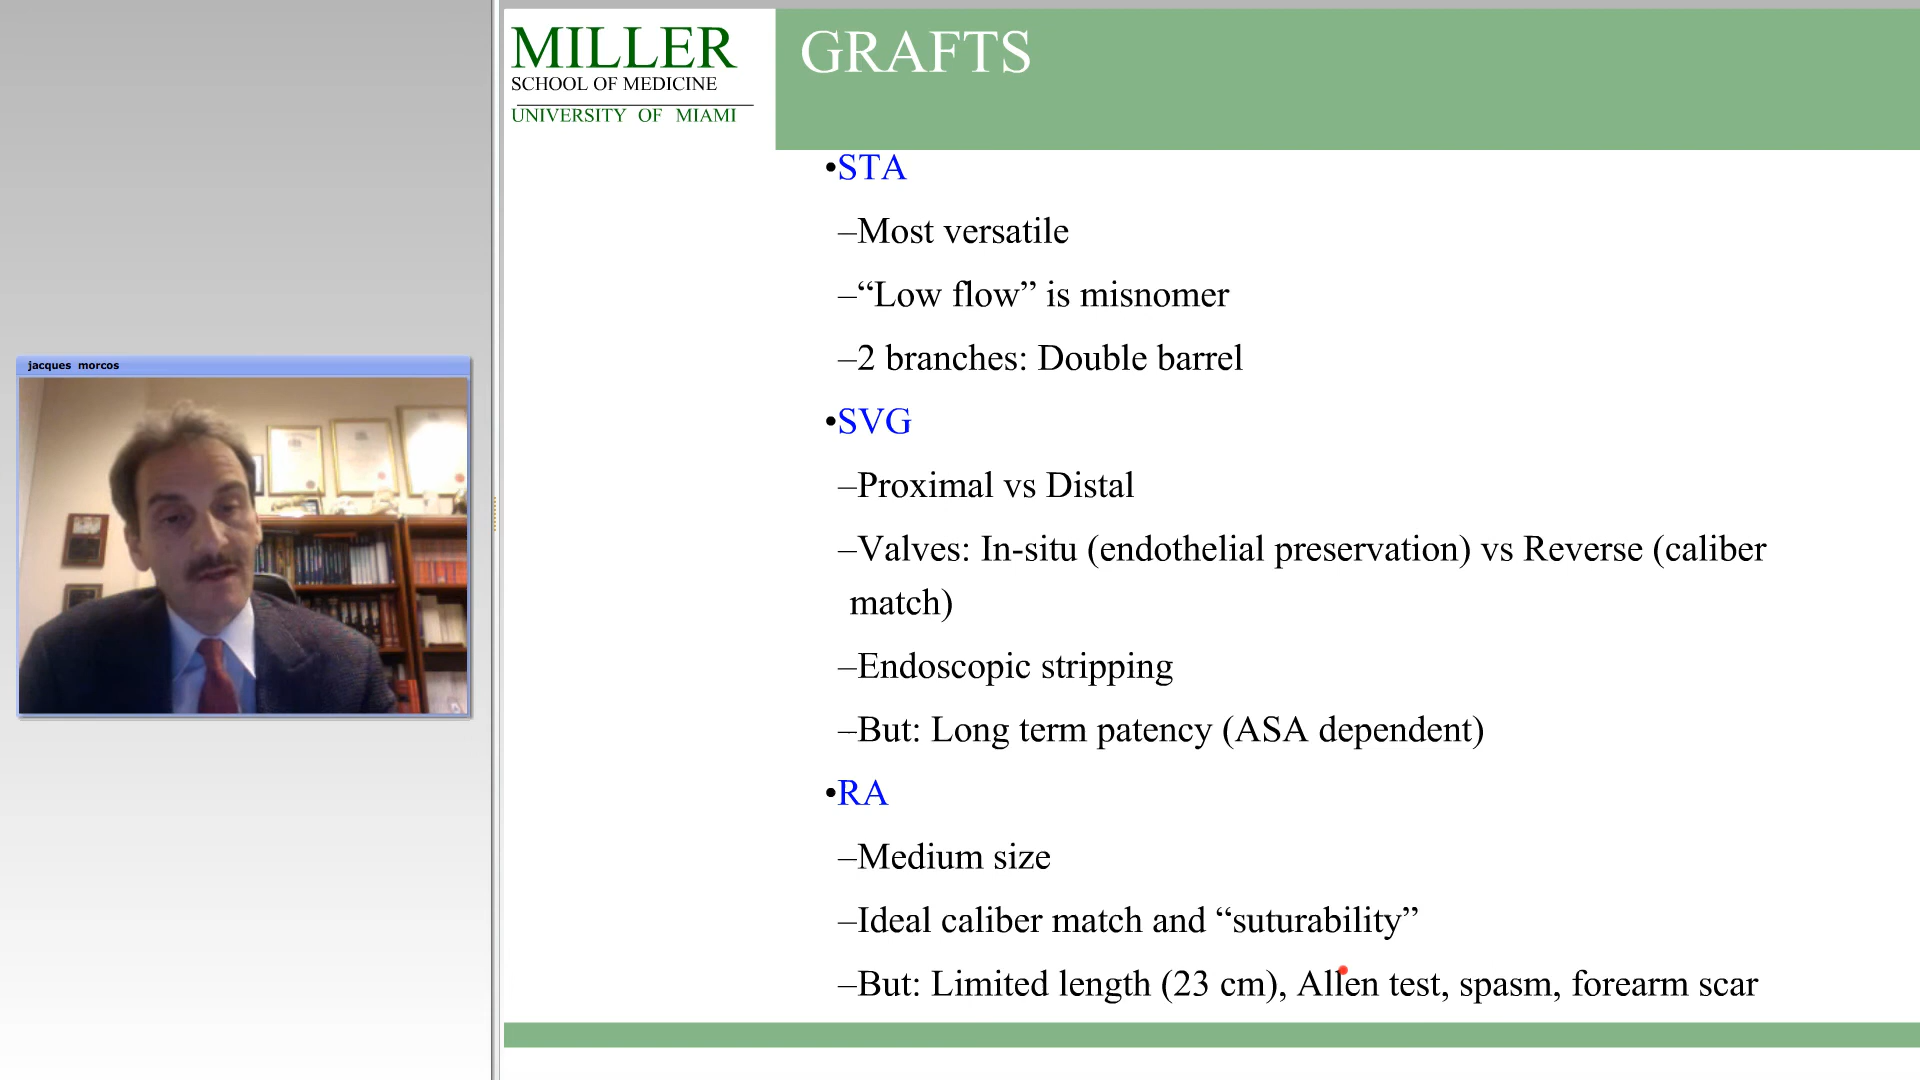 MILLER
SCHOOL OF MEDICINE
UNIVERSITY OF MIAMI
GRAFTS
•STA
–Most versatile
–“Low flow” is misnomer
–2 branches: Double barrel
•SVG
–Proximal vs Distal
–Valves: In-situ (endothelial preservation) vs Reverse (caliber
match)
–Endoscopic stripping
–But: Long term patency (ASA dependent)
•RA
–Medium size
–Ideal caliber match and “suturability”
–But: Limited length (23 cm), Allen test, spasm, forearm scar
jacques morcos